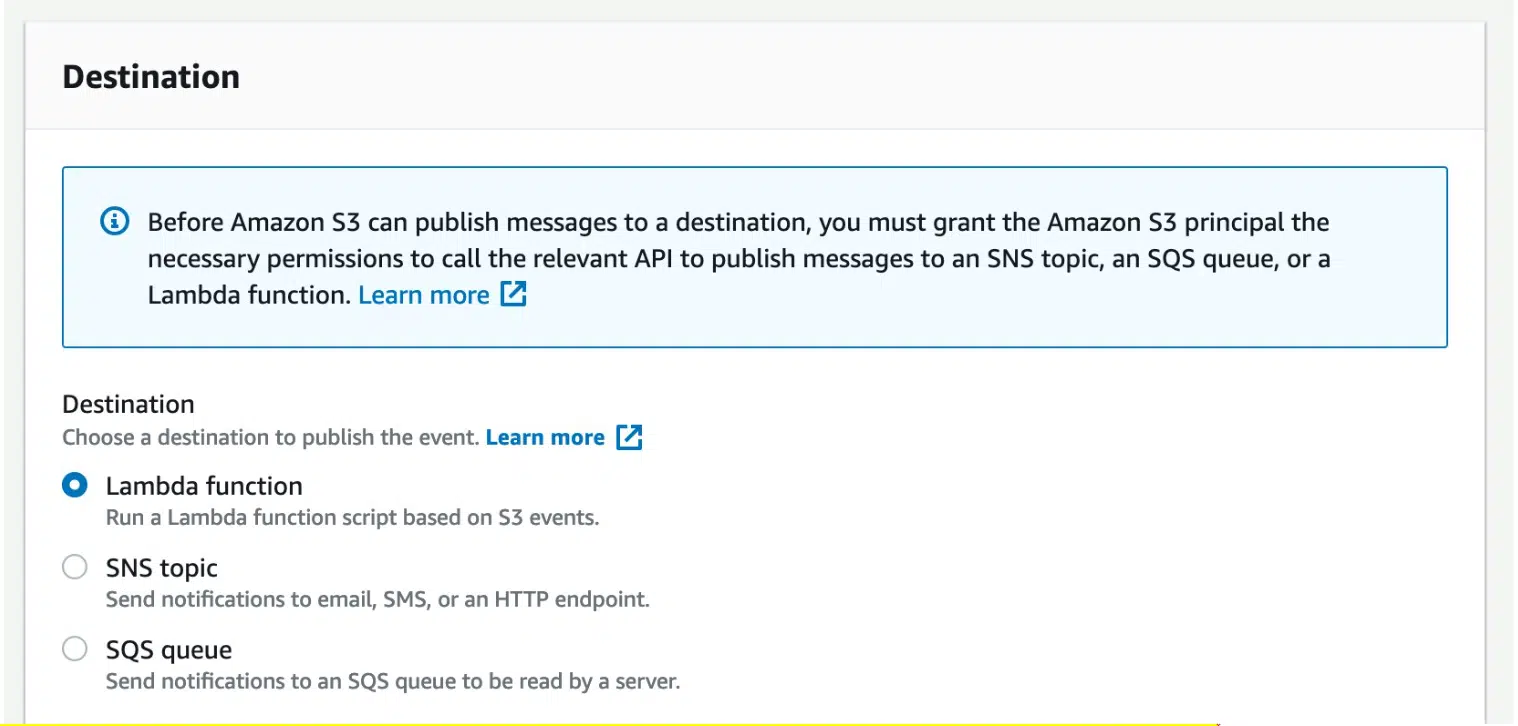 Destination
Before Amazon S3 can publish messages to a destination, you must grant the Amazon S3 principal the
necessary permissions to call the relevant API to publish messages to an SNS topic, an SQS queue, or a
Lambda function. Learn more
Destination
Choose a destination to publish the event. Learn more
Lambda function
Run a Lambda function script based on S3 events.
SNS topic
Send notifications to email, SMS, or an HTTP endpoint.
SQS queue
Send notifications to an SQS queue to be read by a server.